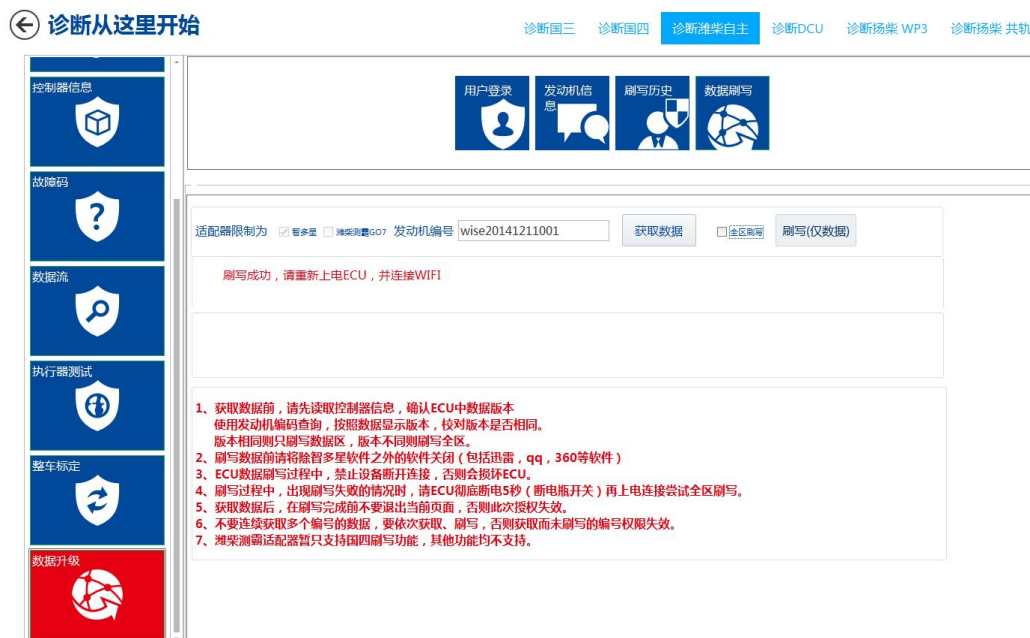 诊断从这里开始
诊断国三 诊断国四 诊断潍柴自主 诊断DCU 诊断扬柴 WP3 诊断扬柴 共轨
控制器信息
故障码
数据流
执行器测试
整车标定
数据升级
用户登录
发动机信
息
刷写历史
数据刷写
适配器限制为 智多星 潍柴测霸GO7 发动机编号 wise20141211001 获取数据 全区刷写 刷写(仅数据)
刷写成功，请重新上电ECU，并连接WIFI
1、获取数据前，请先读取控制器信息，确认ECU中数据版本
使用发动机编码查询，按照数据显示版本，校对版本是否相同。
版本相同则只刷写数据区，版本不同则刷写全区。
2、刷写数据前请将除智多星软件之外的软件关闭（包括迅雷，qq，360等软件）
3、ECU数据刷写过程中，禁止设备断开连接，否则会损坏ECU。
4、刷写过程中，出现刷写失败的情况时，请ECU彻底断电5秒（断电瓶开关）再上电连接尝试全区刷写。
5、获取数据后，在刷写完成前不要退出当前页面，否则此次授权失效。
6、不要连续获取多个编号的数据，要依次获取、刷写，否则获取而未刷写的编号权限失效。
7、潍柴测霸适配器暂只支持国四刷写功能，其他功能均不支持。